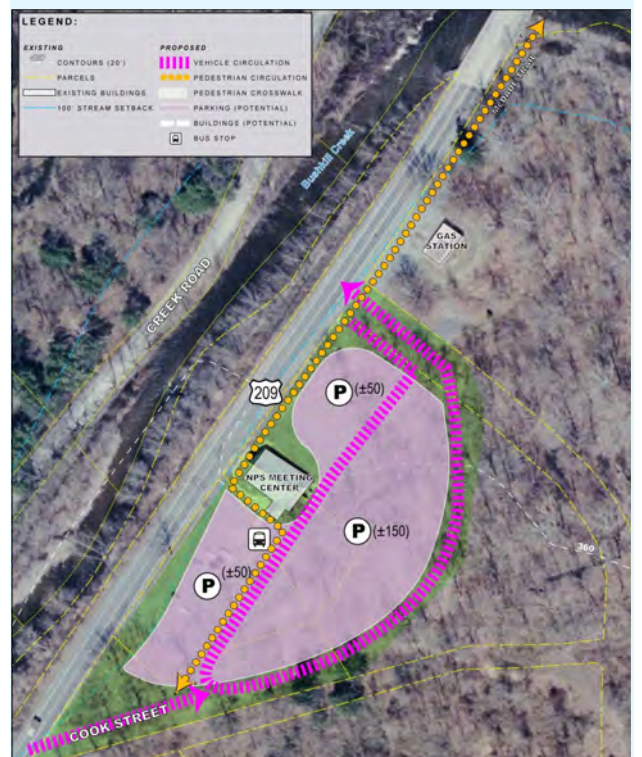 LEGEND:
EXISTING
CONTOURS (20')
PARCELS
EXISTING BUILDINGS
100' STREAM SETBACK
PROPOSED
VEHICLE CIRCULATION
PEDESTRIAN CIRCULATION
PEDESTRIAN CROSSWALK
PARKING (POTENTIAL)
BUILDINGS (POTENTIAL)
BUS STOP
McDade Trail
Bushkill Creek
GAS
STATION
CREEK ROAD
209
P (±50)
NPS MEETING
CENTER
P (±150)
360
P (±50)
COOK STREET